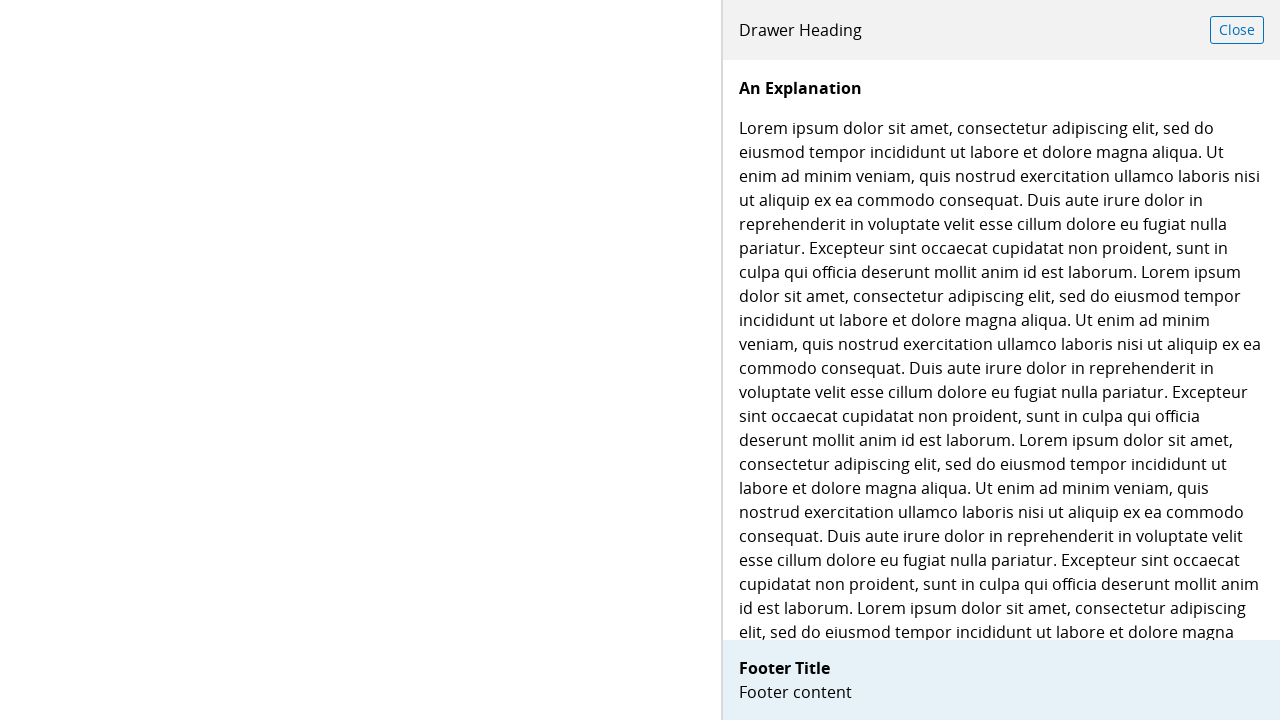 Drawer Heading
Close
An Explanation
Lorem ipsum dolor sit amet, consectetur adipiscing elit, sed do
eiusmod tempor incididunt ut labore et dolore magna aliqua. Ut
enim ad minim veniam, quis nostrud exercitation ullamco laboris nisi
ut aliquip ex ea commodo consequat. Duis aute irure dolor in
reprehenderit in voluptate velit esse cillum dolore eu fugiat nulla
pariatur. Excepteur sint occaecat cupidatat non proident, sunt in
culpa qui officia deserunt mollit anim id est laborum. Lorem ipsum
dolor sit amet, consectetur adipiscing elit, sed do eiusmod tempor
incididunt ut labore et dolore magna aliqua. Ut enim ad minim
veniam, quis nostrud exercitation ullamco laboris nisi ut aliquip ex ea
commodo consequat. Duis aute irure dolor in reprehenderit in
voluptate velit esse cillum dolore eu fugiat nulla pariatur. Excepteur
sint occaecat cupidatat non proident, sunt in culpa qui officia
deserunt mollit anim id est laborum. Lorem ipsum dolor sit amet,
consectetur adipiscing elit, sed do eiusmod tempor incididunt ut
labore et dolore magna aliqua. Ut enim ad minim veniam, quis
nostrud exercitation ullamco laboris nisi ut aliquip ex ea commodo
consequat. Duis aute irure dolor in reprehenderit in voluptate velit
esse cillum dolore eu fugiat nulla pariatur. Excepteur sint occaecat
cupidatat non proident, sunt in culpa qui officia deserunt mollit anim
id est laborum. Lorem ipsum dolor sit amet, consectetur adipiscing
elit, sed do eiusmod tempor incididunt ut labore et dolore magna
Footer Title
Footer content